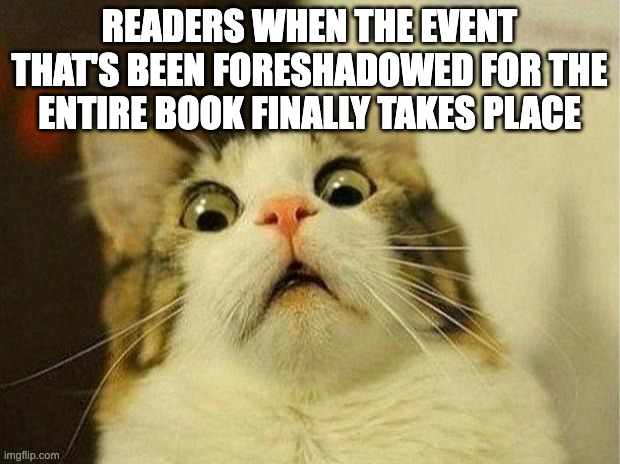 READERS WHEN THE EVENT
THAT'S BEEN FORESHADOWED FOR THE
ENTIRE BOOK FINALLY TAKES PLACE
imgflip.com